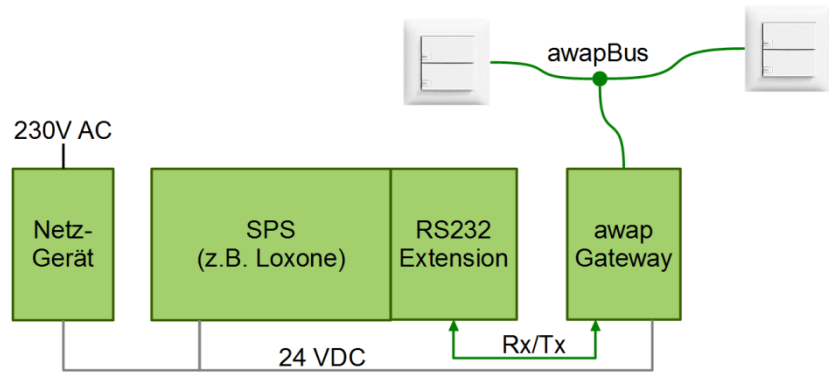 awapBus
230V AC
Netz-
Gerät
SPS
(z.B. Loxone)
RS232
Extension
awap
Gateway
Rx/Tx
24 VDC